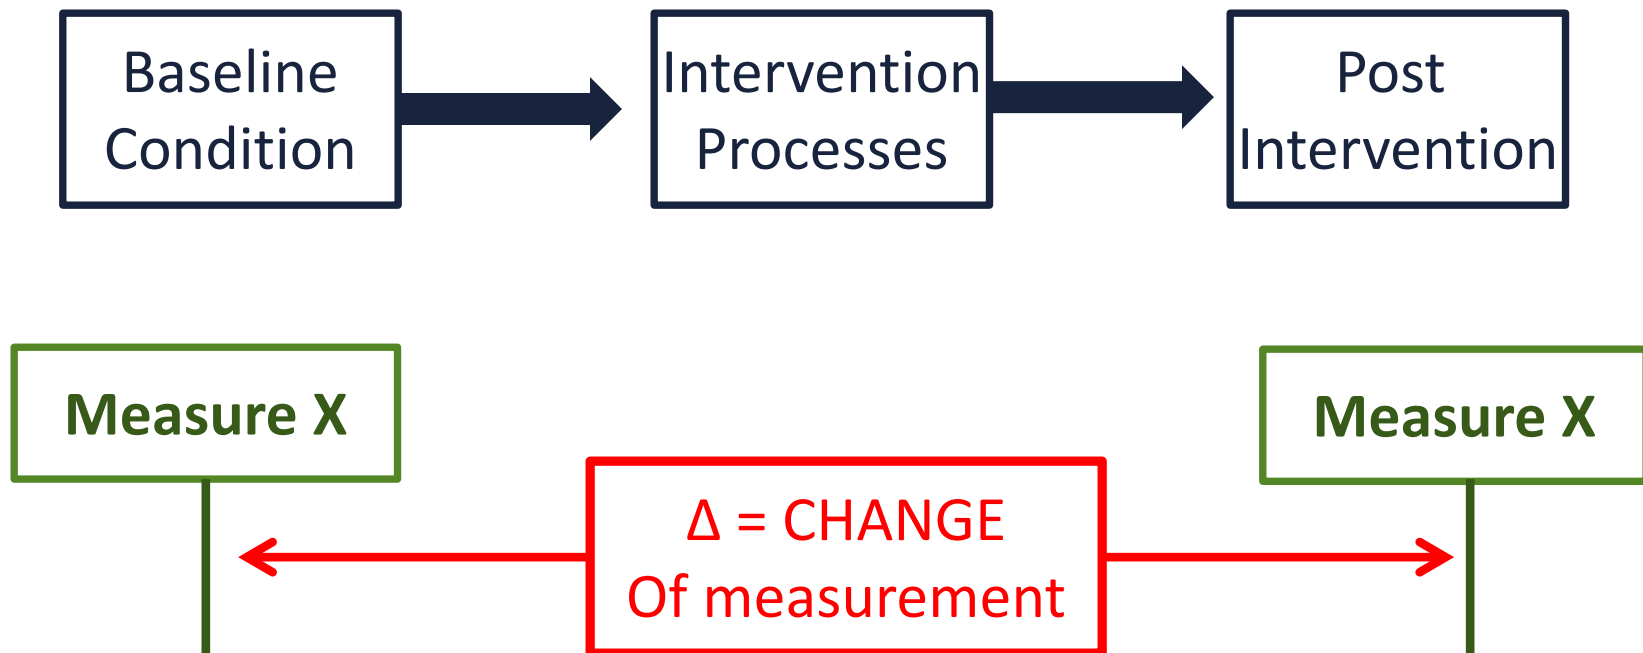 Baseline
Condition
Intervention
Processes
Post
Intervention
Measure X
Measure X
Δ = CHANGE
Of measurement